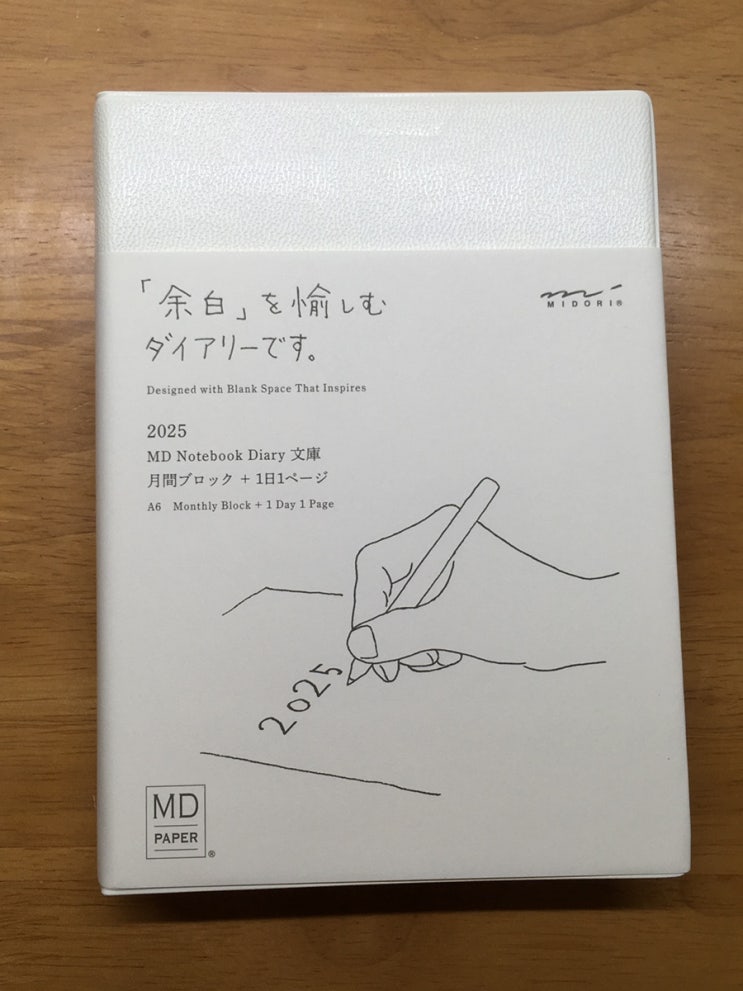 「余白」を愉しむ
ダイアリーです。
MIDORI®
Designed with Blank Space That Inspires
2025
MD Notebook Diary 文庫
月間ブロック + 1日1ページ
A6 Monthly Block + 1 Day 1 Page
2025
MD
PAPER
®